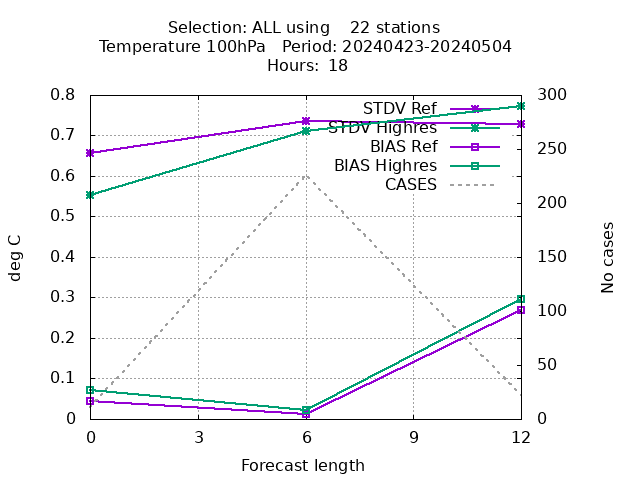 Selection: ALL using    22 stations
Temperature 100hPa   Period: 20240423-20240504
Hours: 18
0.8
0.7
0.6
0.5
0.4
0.3
0.2
0.1
0
300
250
200
150
100
50
0
STDV Ref
STDV Highres
BIAS Ref
BIAS Highres
CASES
deg C
No cases
0 3 6 9 12
Forecast length